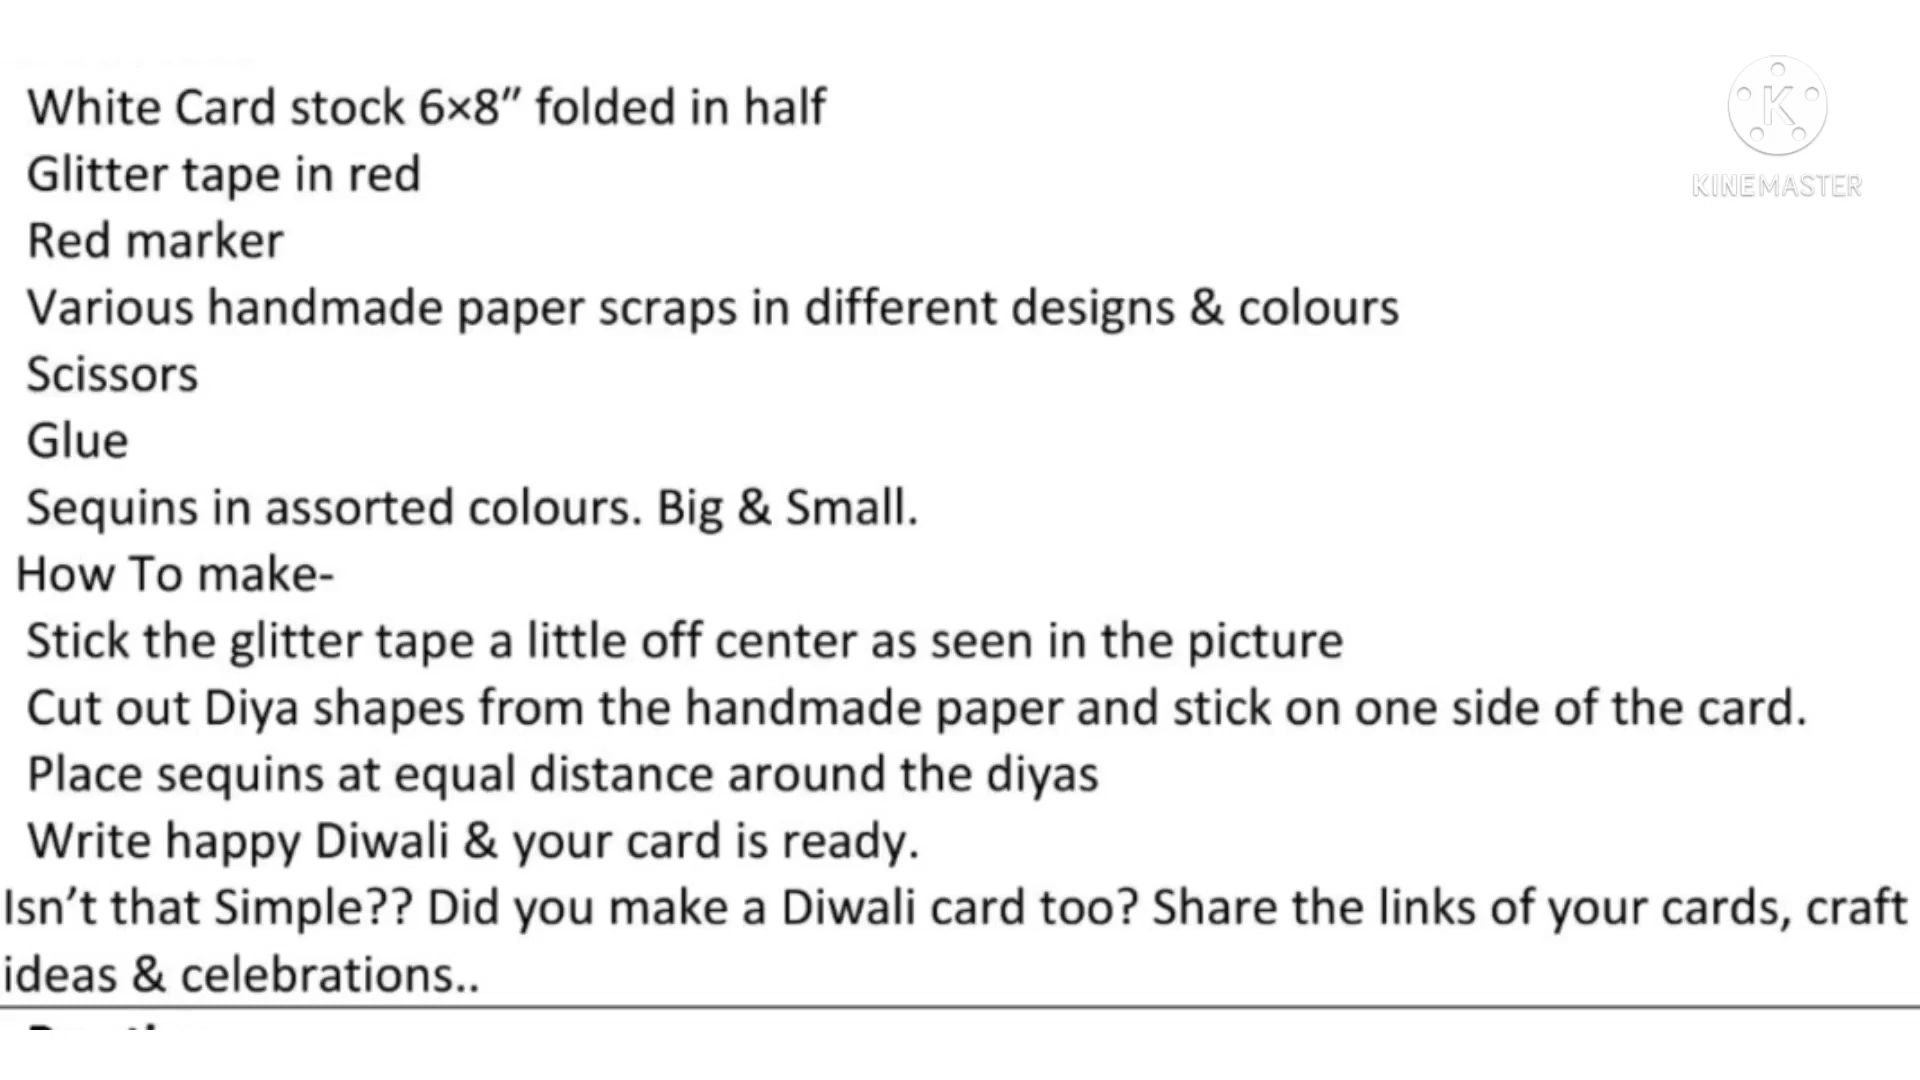 White Card stock 6×8” folded in half
Glitter tape in red
Red marker
Various handmade paper scraps in different designs & colours
Scissors
Glue
Sequins in assorted colours. Big & Small.
How To make-
Stick the glitter tape a little off center as seen in the picture
Cut out Diya shapes from the handmade paper and stick on one side of the card.
Place sequins at equal distance around the diyas
Write happy Diwali & your card is ready.
Isn’t that Simple?? Did you make a Diwali card too? Share the links of your cards, craft
ideas & celebrations..
K
KINEMASTER